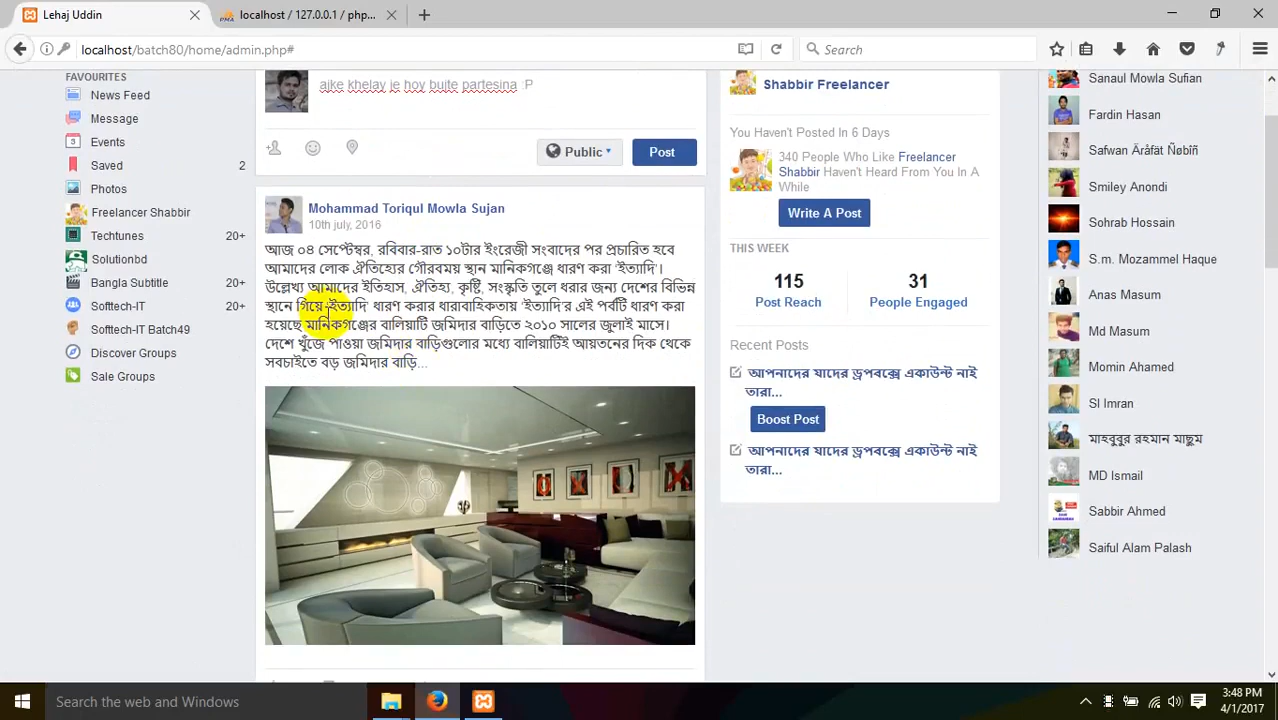 Lehaj Uddin
localhost / 127.0.0.1 / php...
localhost/batch80/home/admin.php#
Search
FAVOURITES
News Feed
Message
Events
Saved 2
Photos
Freelancer Shabbir
Techtunes 20+
Solutionbd
Bangla Subtitle 20+
Softtech-IT 20+
Softtech-IT Batch49
Discover Groups
Sale Groups
ajke khelay je hoy bujte partesina :P
Public
Post
Mohammad Toriqul Mowla Sujan
10th july, 2016
আজ ০৪ সেপ্টেম্বর, রবিবার-রাত ১০টার ইংরেজী সংবাদের পর প্রচারিত হবে
আমাদের লোক ঐতিহ্যের গৌরবময় স্থান মানিকগঞ্জে ধারণ করা ‘ইত্যাদি’।
উল্লেখ্য আমাদের ইতিহাস, ঐতিহ্য, কৃষ্টি, সংস্কৃতি তুলে ধরার জন্য দেশের বিভিন্ন
স্থানে গিয়ে ‘ইত্যাদি’ ধারণ করার ধারাবাহিকতায় ‘ইত্যাদি’র এই পর্বটি ধারণ করা
হয়েছে মানিকগঞ্জের বালিয়াটি জমিদার বাড়িতে ২০১০ সালের জুলাই মাসে।
দেশে খুঁজে পাওয়া জমিদার বাড়িগুলোর মধ্যে বালিয়াটিই আয়তনের দিক থেকে
সবচাইতে বড় জমিদার বাড়ি...
Shabbir Freelancer
You Haven't Posted In 6 Days
340 People Who Like Freelancer
Shabbir Haven't Heard From You In A
While
Write A Post
THIS WEEK
115 31
Post Reach People Engaged
Recent Posts
আপনাদের যাদের ড্রপবক্সে একাউন্ট নাই
তারা...
Boost Post
আপনাদের যাদের ড্রপবক্সে একাউন্ট নাই
তারা...
Sanaul Mowla Sufian
Fardin Hasan
Safwan Ãráfát Ñøbîñ
Smiley Anondi
Sohrab Hossain
S.m. Mozammel Haque
Anas Masum
Md Masum
Momin Ahamed
SI Imran
মাহবুবুর রহমান মাছুম
MD Ismail
Sabbir Ahmed
Saiful Alam Palash
Search the web and Windows
3:48 PM
4/1/2017